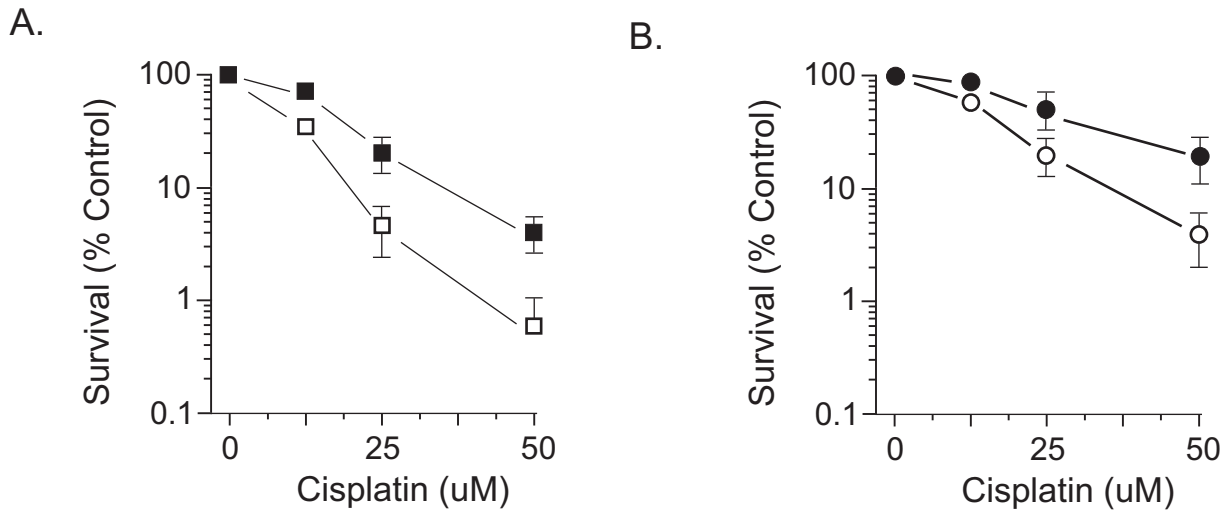 A.
Survival (% Control)
100
10
1
0.1
0
25
50
Cisplatin (uM)
B.
Survival (% Control)
100
10
1
0.1
0
25
50
Cisplatin (uM)